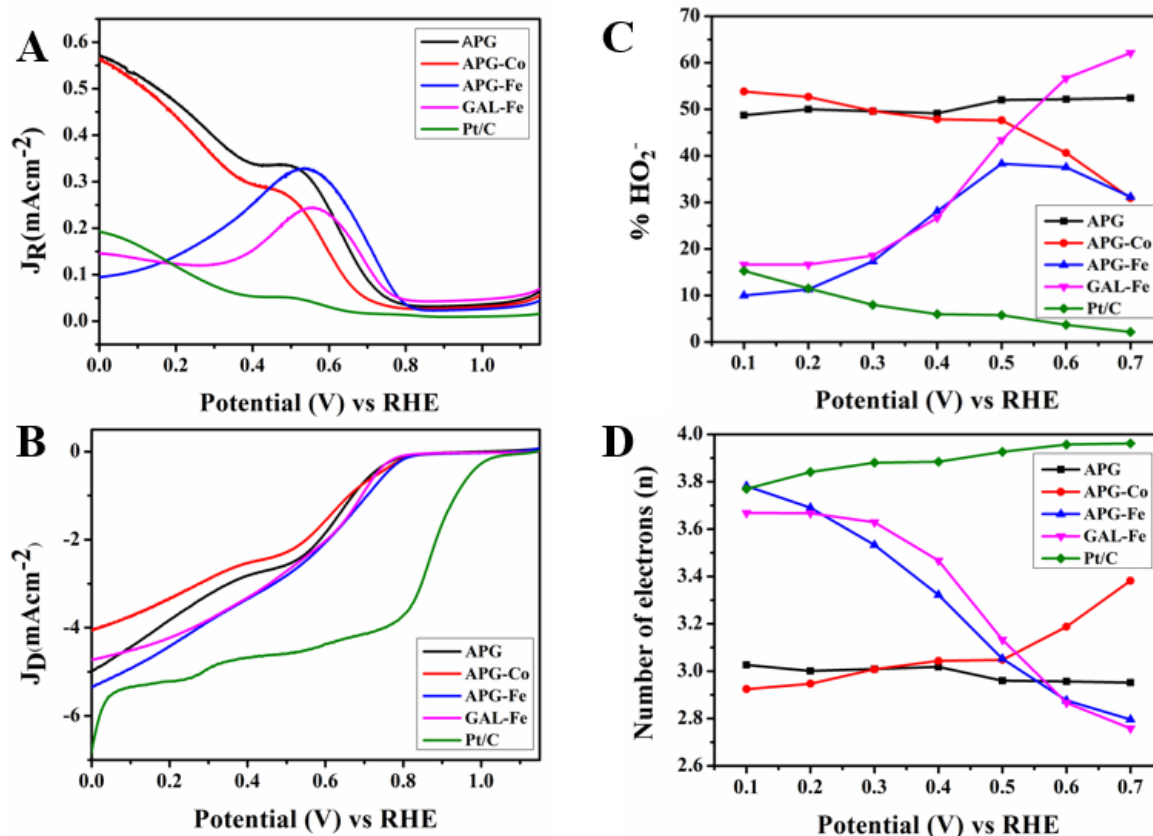 A
J_R(mAcm⁻²)
0.6
0.5
0.4
0.3
0.2
0.1
0.0
APG
APG-Co
APG-Fe
GAL-Fe
Pt/C
0.0 0.2 0.4 0.6 0.8 1.0
Potential (V) vs RHE
C
% HO₂⁻
70
60
50
40
30
20
10
0
APG
APG-Co
APG-Fe
GAL-Fe
Pt/C
0.1 0.2 0.3 0.4 0.5 0.6 0.7
Potential (V) vs RHE
B
J_D(mAcm⁻²)
0
-2
-4
-6
APG
APG-Co
APG-Fe
GAL-Fe
Pt/C
0.0 0.2 0.4 0.6 0.8 1.0
Potential (V) vs RHE
D
Number of electrons (n)
4.0
3.8
3.6
3.4
3.2
3.0
2.8
2.6
APG
APG-Co
APG-Fe
GAL-Fe
Pt/C
0.1 0.2 0.3 0.4 0.5 0.6 0.7
Potential (V) vs RHE